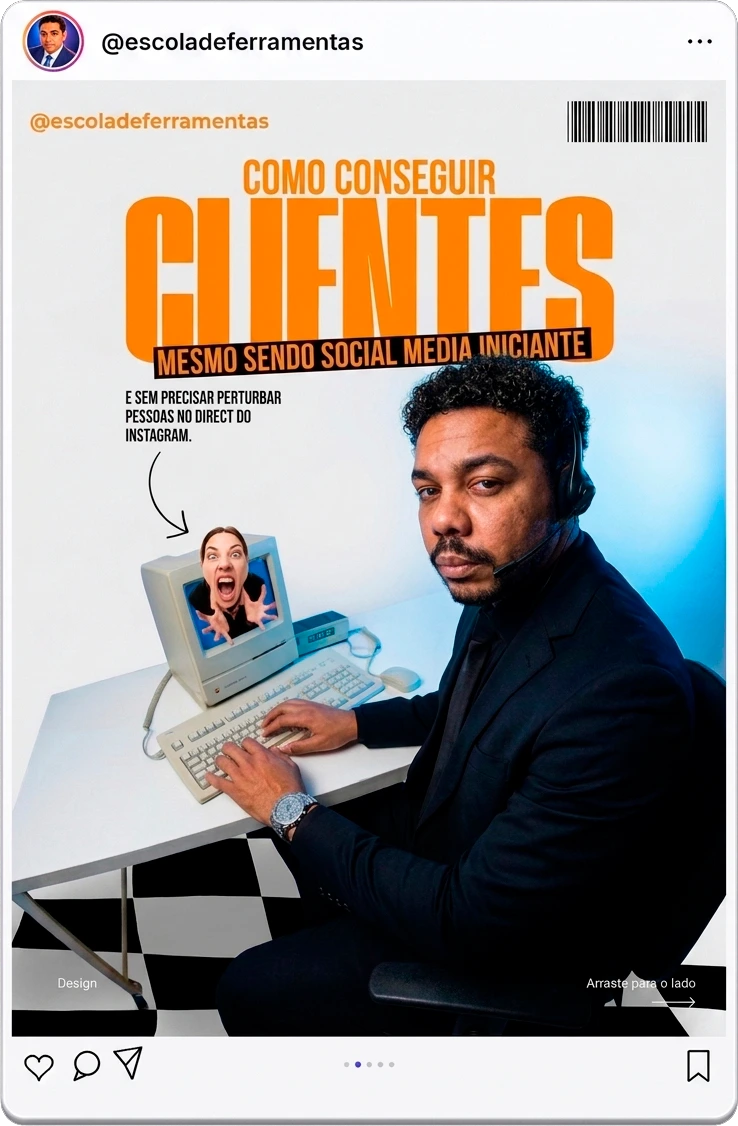 @escoladeferramentas
@escoladeferramentas
COMO CONSEGUIR
CLIENTES
MESMO SENDO SOCIAL MEDIA INICIANTE
E SEM PRECISAR PERTURBAR
PESSOAS NO DIRECT DO
INSTAGRAM.
Design
Arraste para o lado